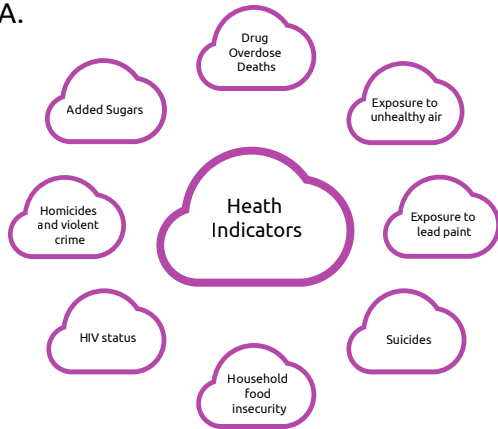 A.
Drug
Overdose
Deaths
Added Sugars
Exposure to
unhealthy air
Heath
Indicators
Homicides
and violent
crime
Exposure to
lead paint
HIV status
Suicides
Household
food
insecurity